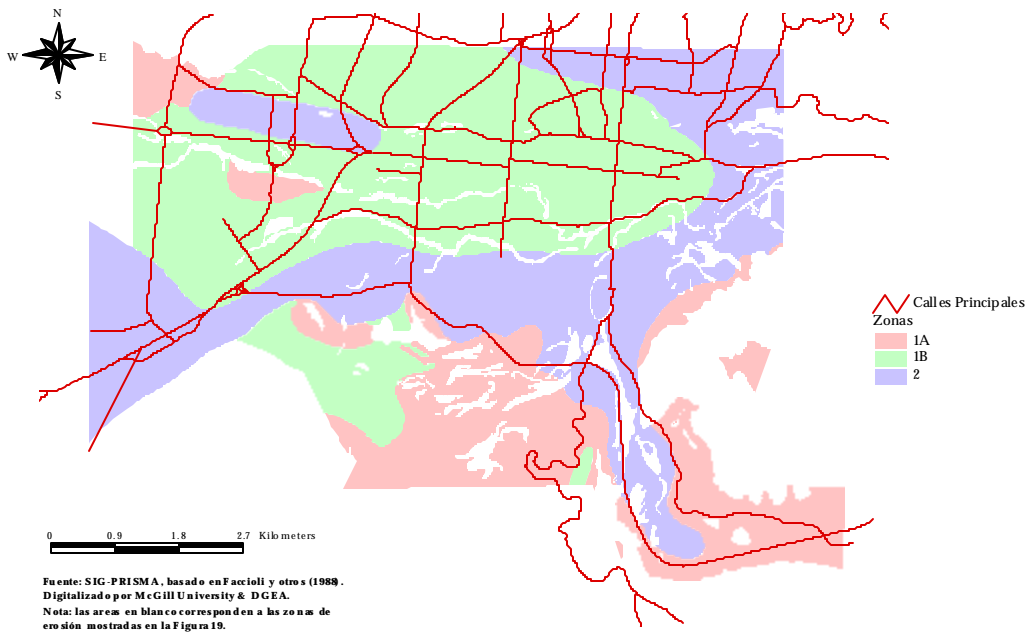 N
W E
S
Calles Principales
Zonas
1A
1B
2
0 0.9 1.8 2.7 Kilometers
Fuente: SIG-PRISMA, basado en Faccioli y otros (1988).
Digitalizado por McGill University & DGEA.
Nota: las areas en blanco corresponden a las zonas de
erosión mostradas en la Figura 19.